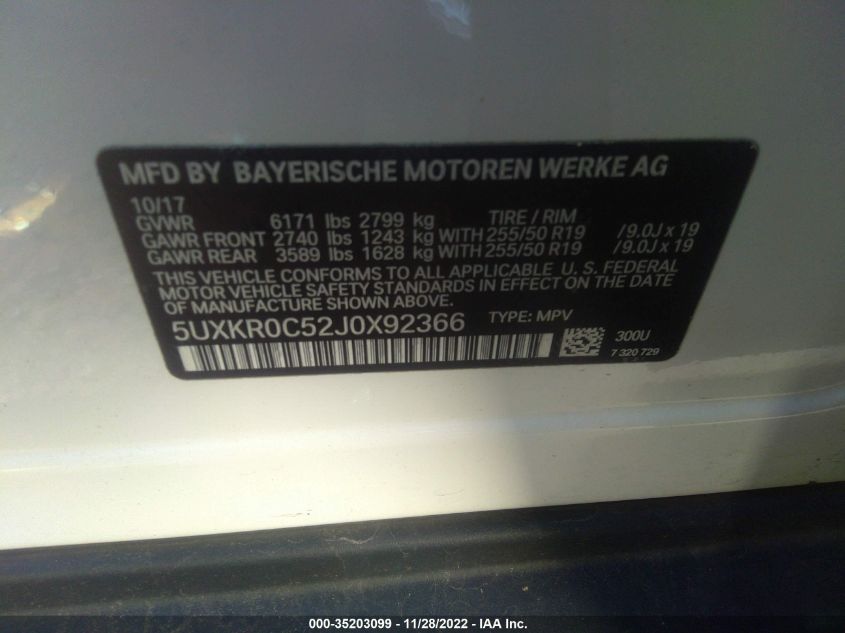 MFD BY BAYERISCHE MOTOREN WERKE AG
10/17
GVWR 6171 lbs 2799 kg TIRE / RIM
GAWR FRONT 2740 lbs 1243 kg WITH 255/50 R19 /9.0J x 19
GAWR REAR 3589 lbs 1628 kg WITH 255/50 R19 /9.0J x 19
THIS VEHICLE CONFORMS TO ALL APPLICABLE U. S. FEDERAL
MOTOR VEHICLE SAFETY STANDARDS IN EFFECT ON THE DATE
OF MANUFACTURE SHOWN ABOVE.
5UXKR0C52J0X92366 TYPE: MPV
300U
7 320 729
000-35203099 - 11/28/2022 - IAA Inc.